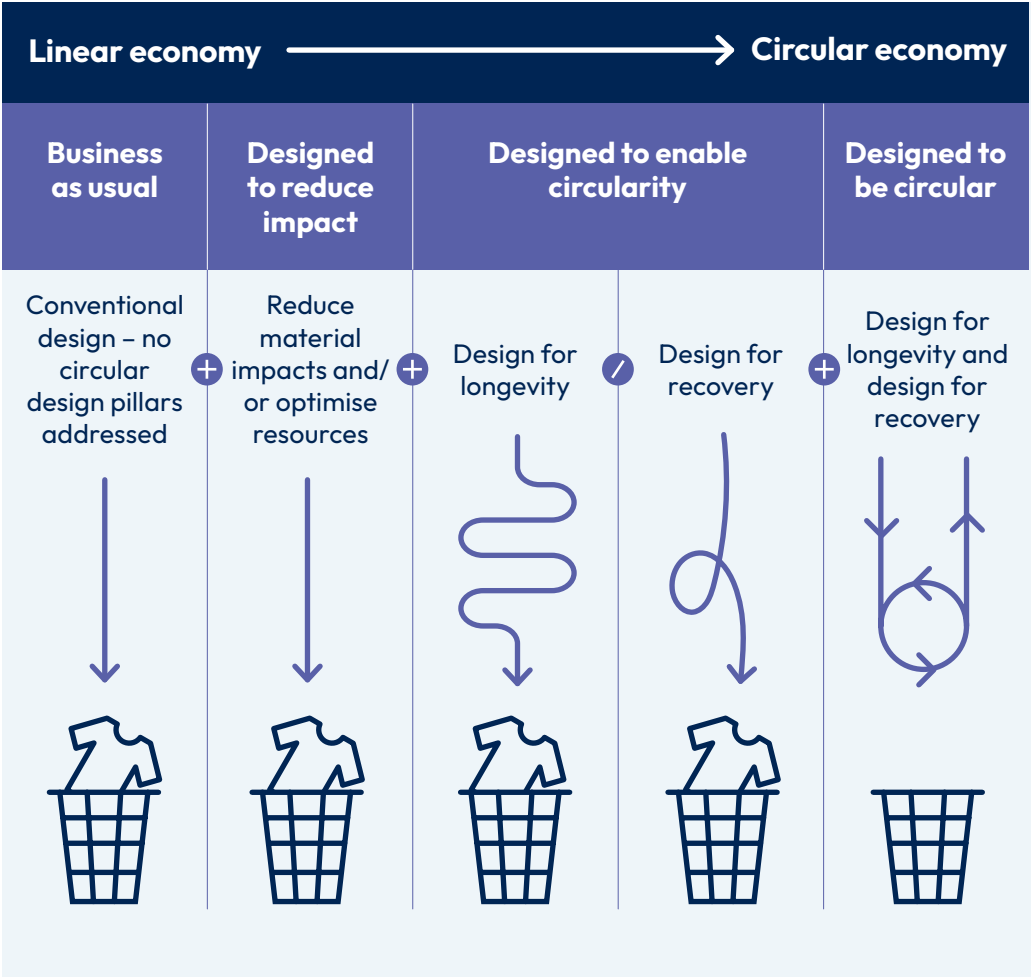 Linear economy
Circular economy
Business
as usual
Designed
to reduce
impact
Designed to enable
circularity
Designed to
be circular
Conventional
design – no
circular
design pillars
addressed
+
Reduce
material
impacts and/
or optimise
resources
+
Design for
longevity
/
Design for
recovery
+
Design for
longevity and
design for
recovery